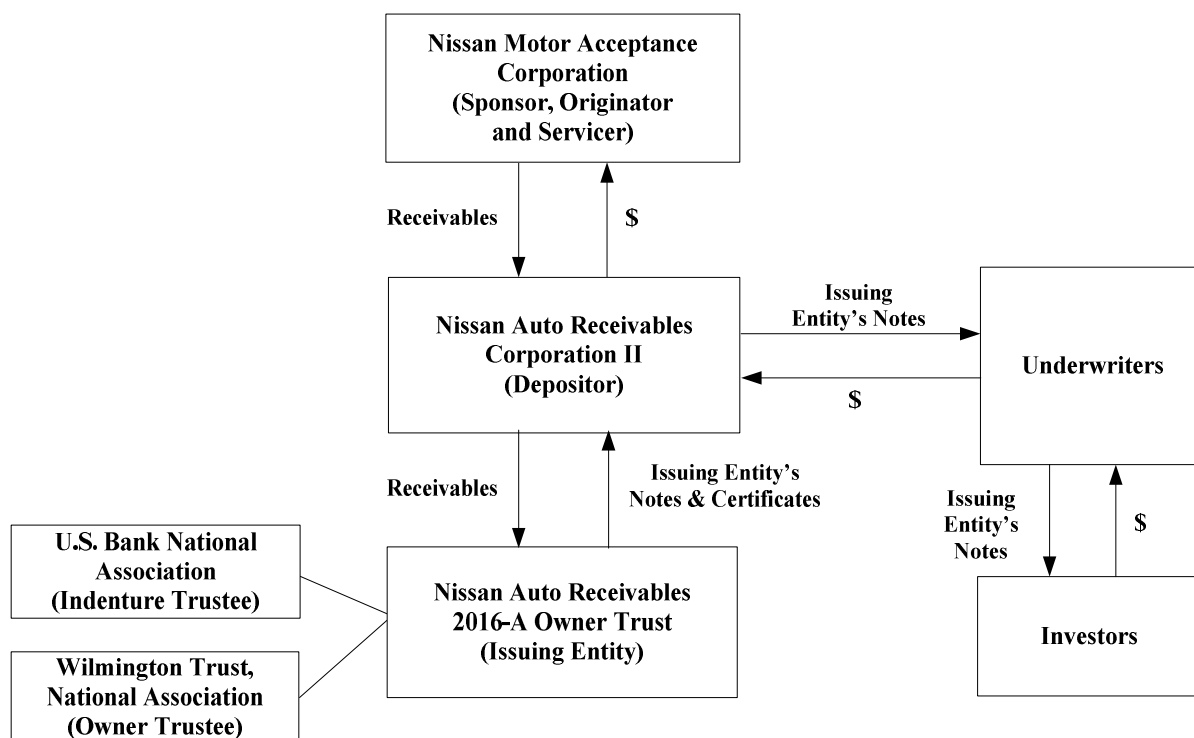 Nissan Motor Acceptance
Corporation
(Sponsor, Originator
and Servicer)
Receivables
$
Nissan Auto Receivables
Corporation II
(Depositor)
Issuing
Entity's Notes
$
Underwriters
Receivables
Issuing Entity's
Notes & Certificates
Issuing
Entity's
Notes
$
U.S. Bank National
Association
(Indenture Trustee)
Wilmington Trust,
National Association
(Owner Trustee)
Nissan Auto Receivables
2016-A Owner Trust
(Issuing Entity)
Investors